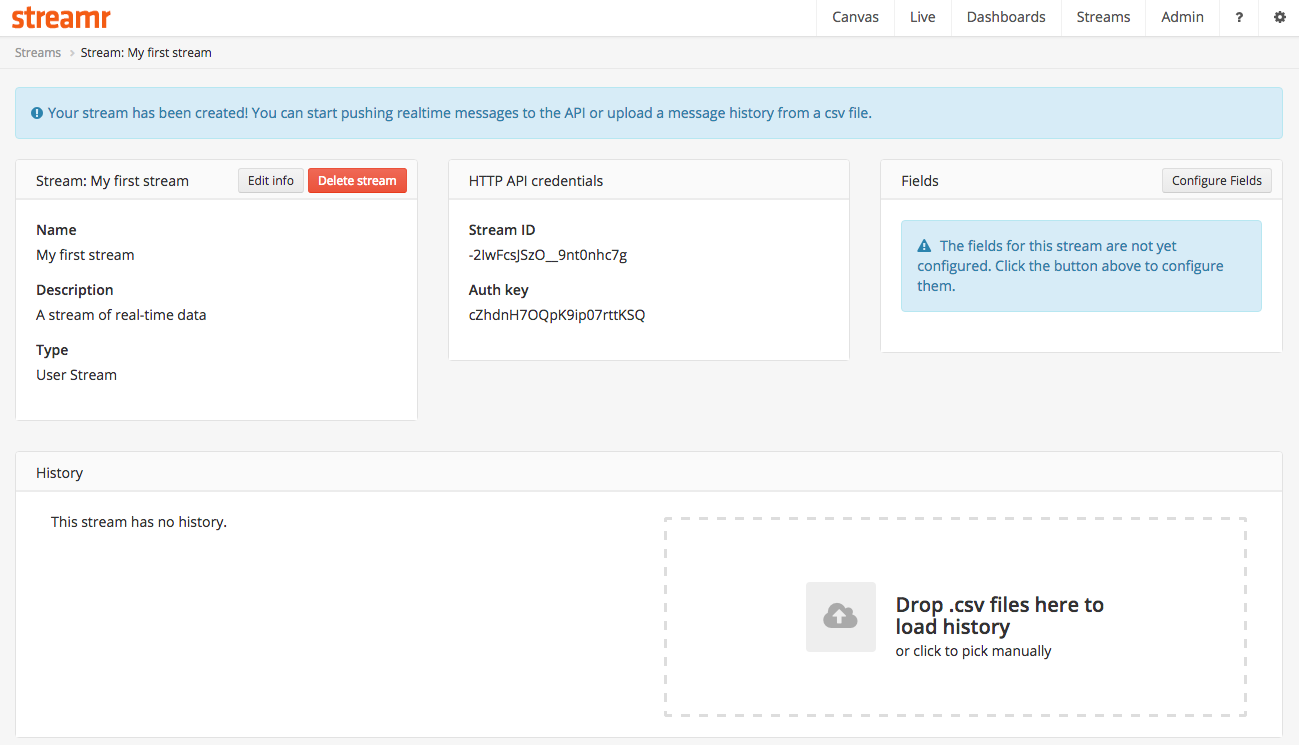 streamr
Canvas
Live
Dashboards
Streams
Admin
?
Streams > Stream: My first stream
Your stream has been created! You can start pushing realtime messages to the API or upload a message history from a csv file.
Stream: My first stream
Edit info
Delete stream
Name
My first stream
Description
A stream of real-time data
Type
User Stream
HTTP API credentials
Stream ID
-2IwFcsJSzO__9nt0nhc7g
Auth key
cZhdnH7OQpK9ip07rttKSQ
Fields
Configure Fields
The fields for this stream are not yet
configured. Click the button above to configure
them.
History
This stream has no history.
Drop .csv files here to
load history
or click to pick manually